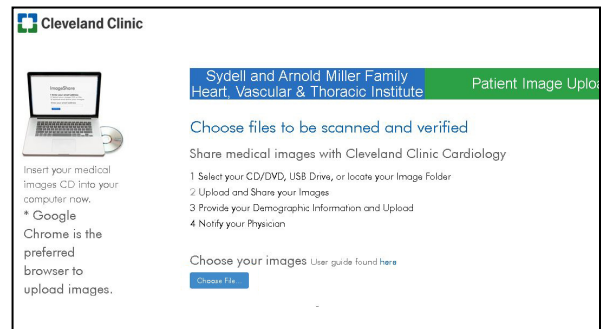 Cleveland Clinic
ImageShare
Insert your medical
images CD into your
computer now.
* Google
Chrome is the
preferred
browser to
upload images.
Sydell and Arnold Miller Family
Heart, Vascular & Thoracic Institute
Patient Image Uplo
Choose files to be scanned and verified
Share medical images with Cleveland Clinic Cardiology
1 Select your CD/DVD, USB Drive, or locate your Image Folder
2 Upload and Share your Images
3 Provide your Demographic Information and Upload
4 Notify your Physician
Choose your images User guide found here
Choose File...